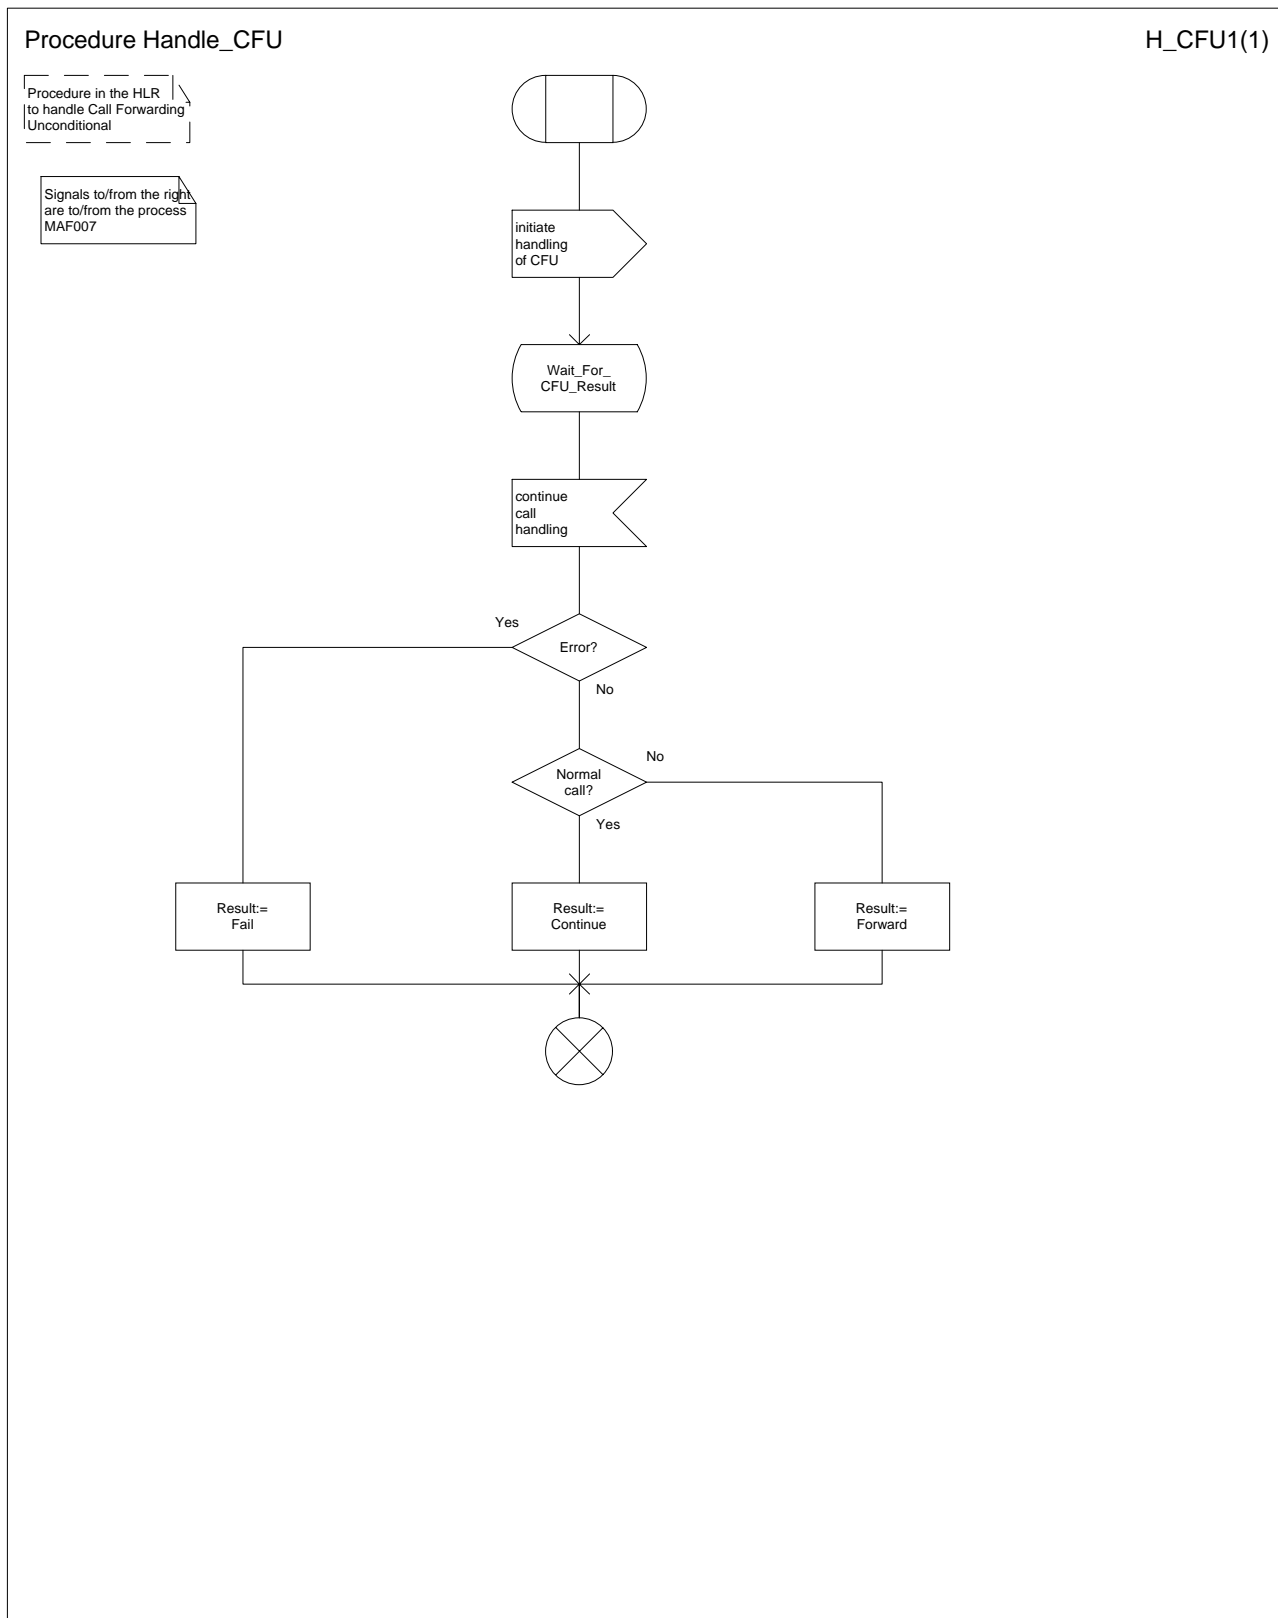 Procedure Handle_CFU
H_CFU1(1)
Procedure in the HLR
to handle Call Forwarding
Unconditional
Signals to/from the right
are to/from the process
MAF007
initiate
handling
of CFU
Wait_For_
CFU_Result
continue
call
handling
Yes
Error?
No
No
Normal
call?
Yes
Result:=
Fail
Result:=
Continue
Result:=
Forward